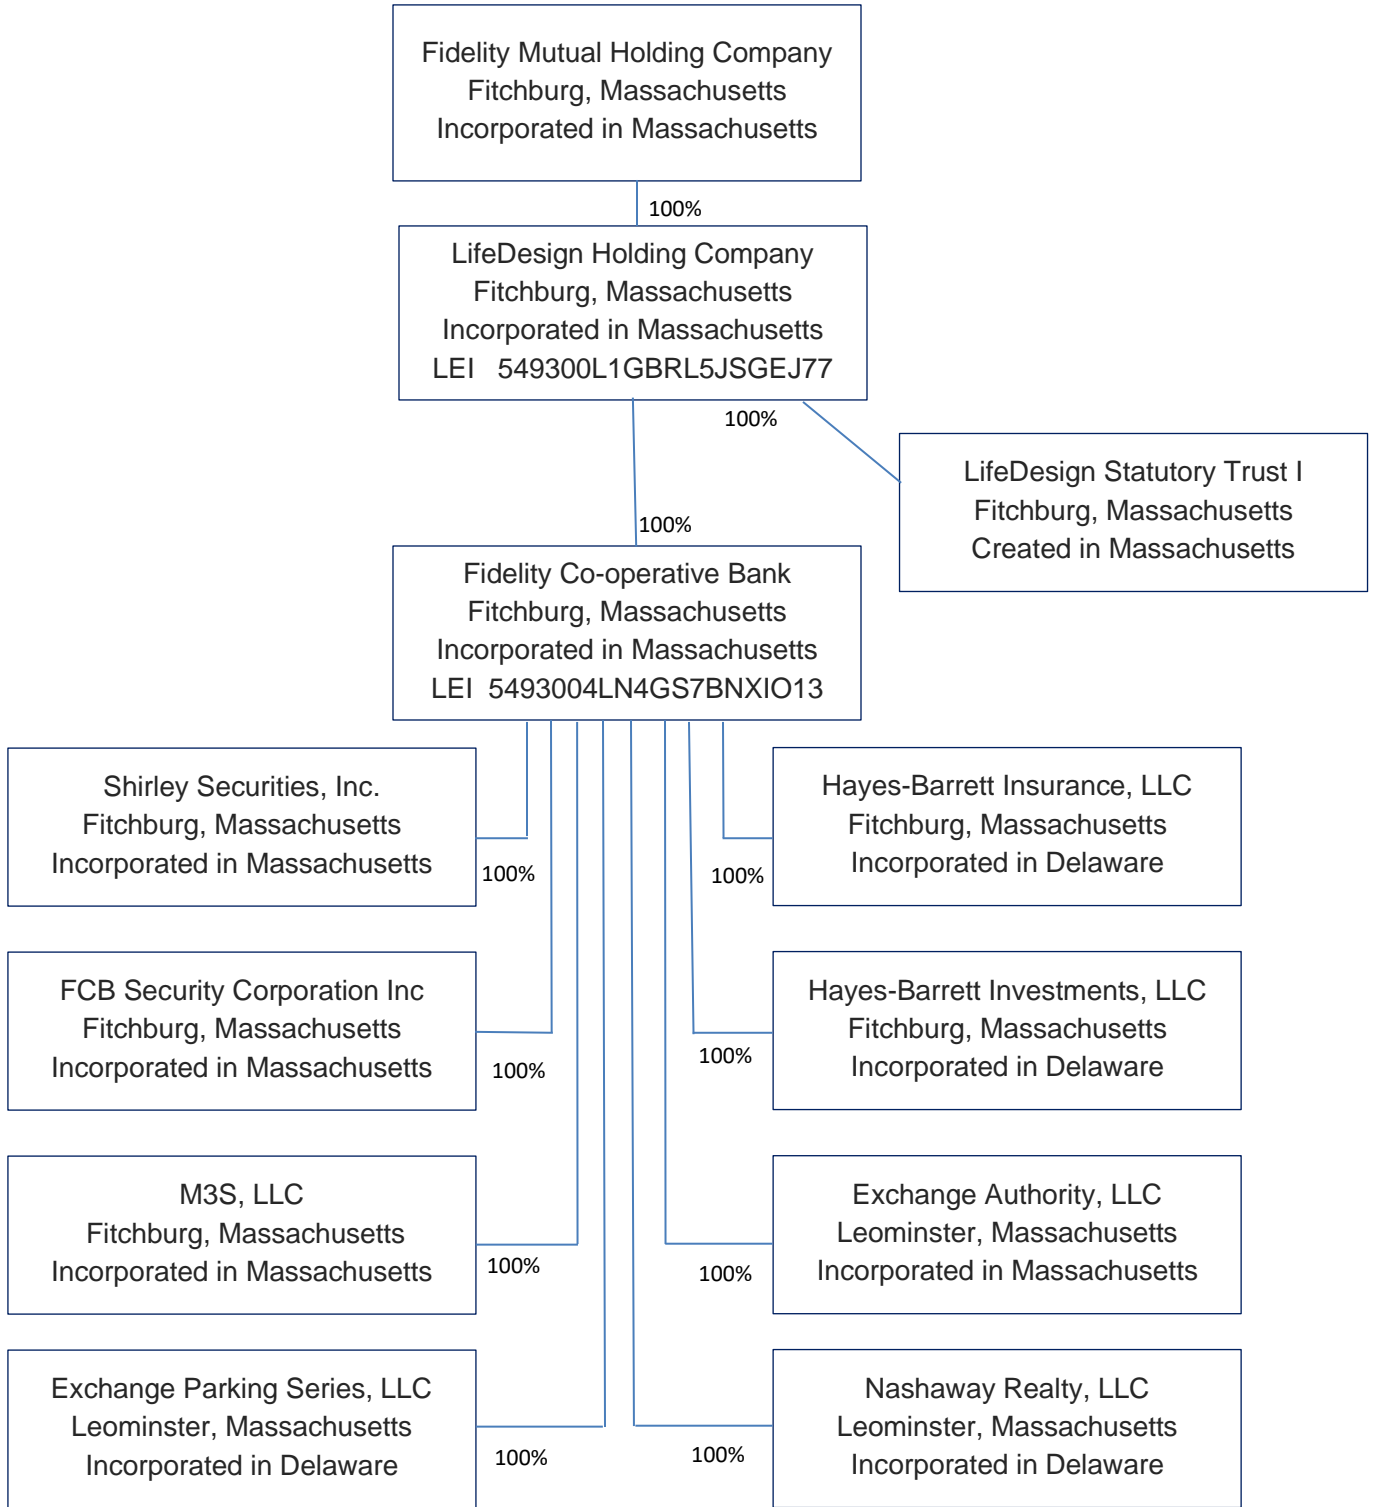 Fidelity Mutual Holding Company
Fitchburg, Massachusetts
Incorporated in Massachusetts
100%
LifeDesign Holding Company
Fitchburg, Massachusetts
Incorporated in Massachusetts
LEI 549300L1GBRL5JSGEJ77
100%
LifeDesign Statutory Trust I
Fitchburg, Massachusetts
Created in Massachusetts
100%
Fidelity Co-operative Bank
Fitchburg, Massachusetts
Incorporated in Massachusetts
LEI 5493004LN4GS7BNXIO13
Shirley Securities, Inc.
Fitchburg, Massachusetts
Incorporated in Massachusetts
100%
Hayes-Barrett Insurance, LLC
Fitchburg, Massachusetts
Incorporated in Delaware
100%
FCB Security Corporation Inc
Fitchburg, Massachusetts
Incorporated in Massachusetts
100%
Hayes-Barrett Investments, LLC
Fitchburg, Massachusetts
Incorporated in Delaware
100%
M3S, LLC
Fitchburg, Massachusetts
Incorporated in Massachusetts
100%
Exchange Authority, LLC
Leominster, Massachusetts
Incorporated in Massachusetts
100%
Exchange Parking Series, LLC
Leominster, Massachusetts
Incorporated in Delaware
100%
Nashaway Realty, LLC
Leominster, Massachusetts
Incorporated in Delaware
100%